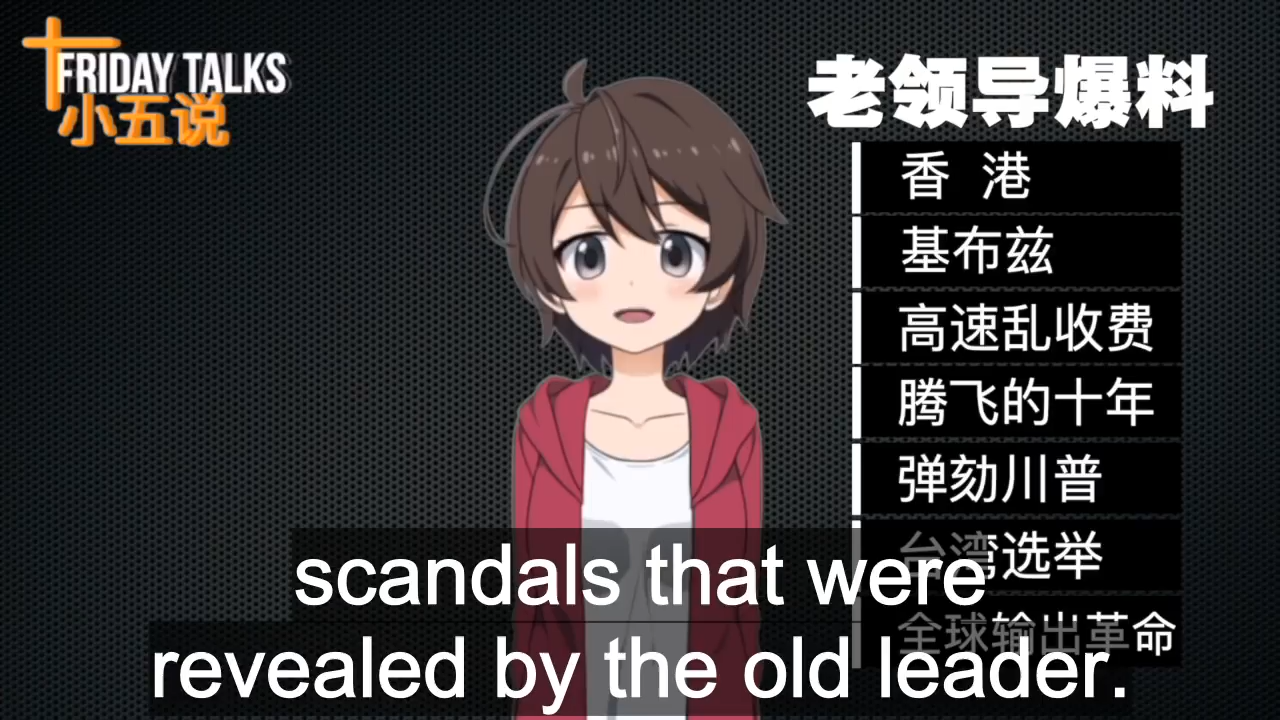 FRIDAY TALKS
小五说
老领导爆料
香 港
基布兹
高速乱收费
腾飞的十年
弹劾川普
台湾选举
全球输出革命
scandals that were
revealed by the old leader.